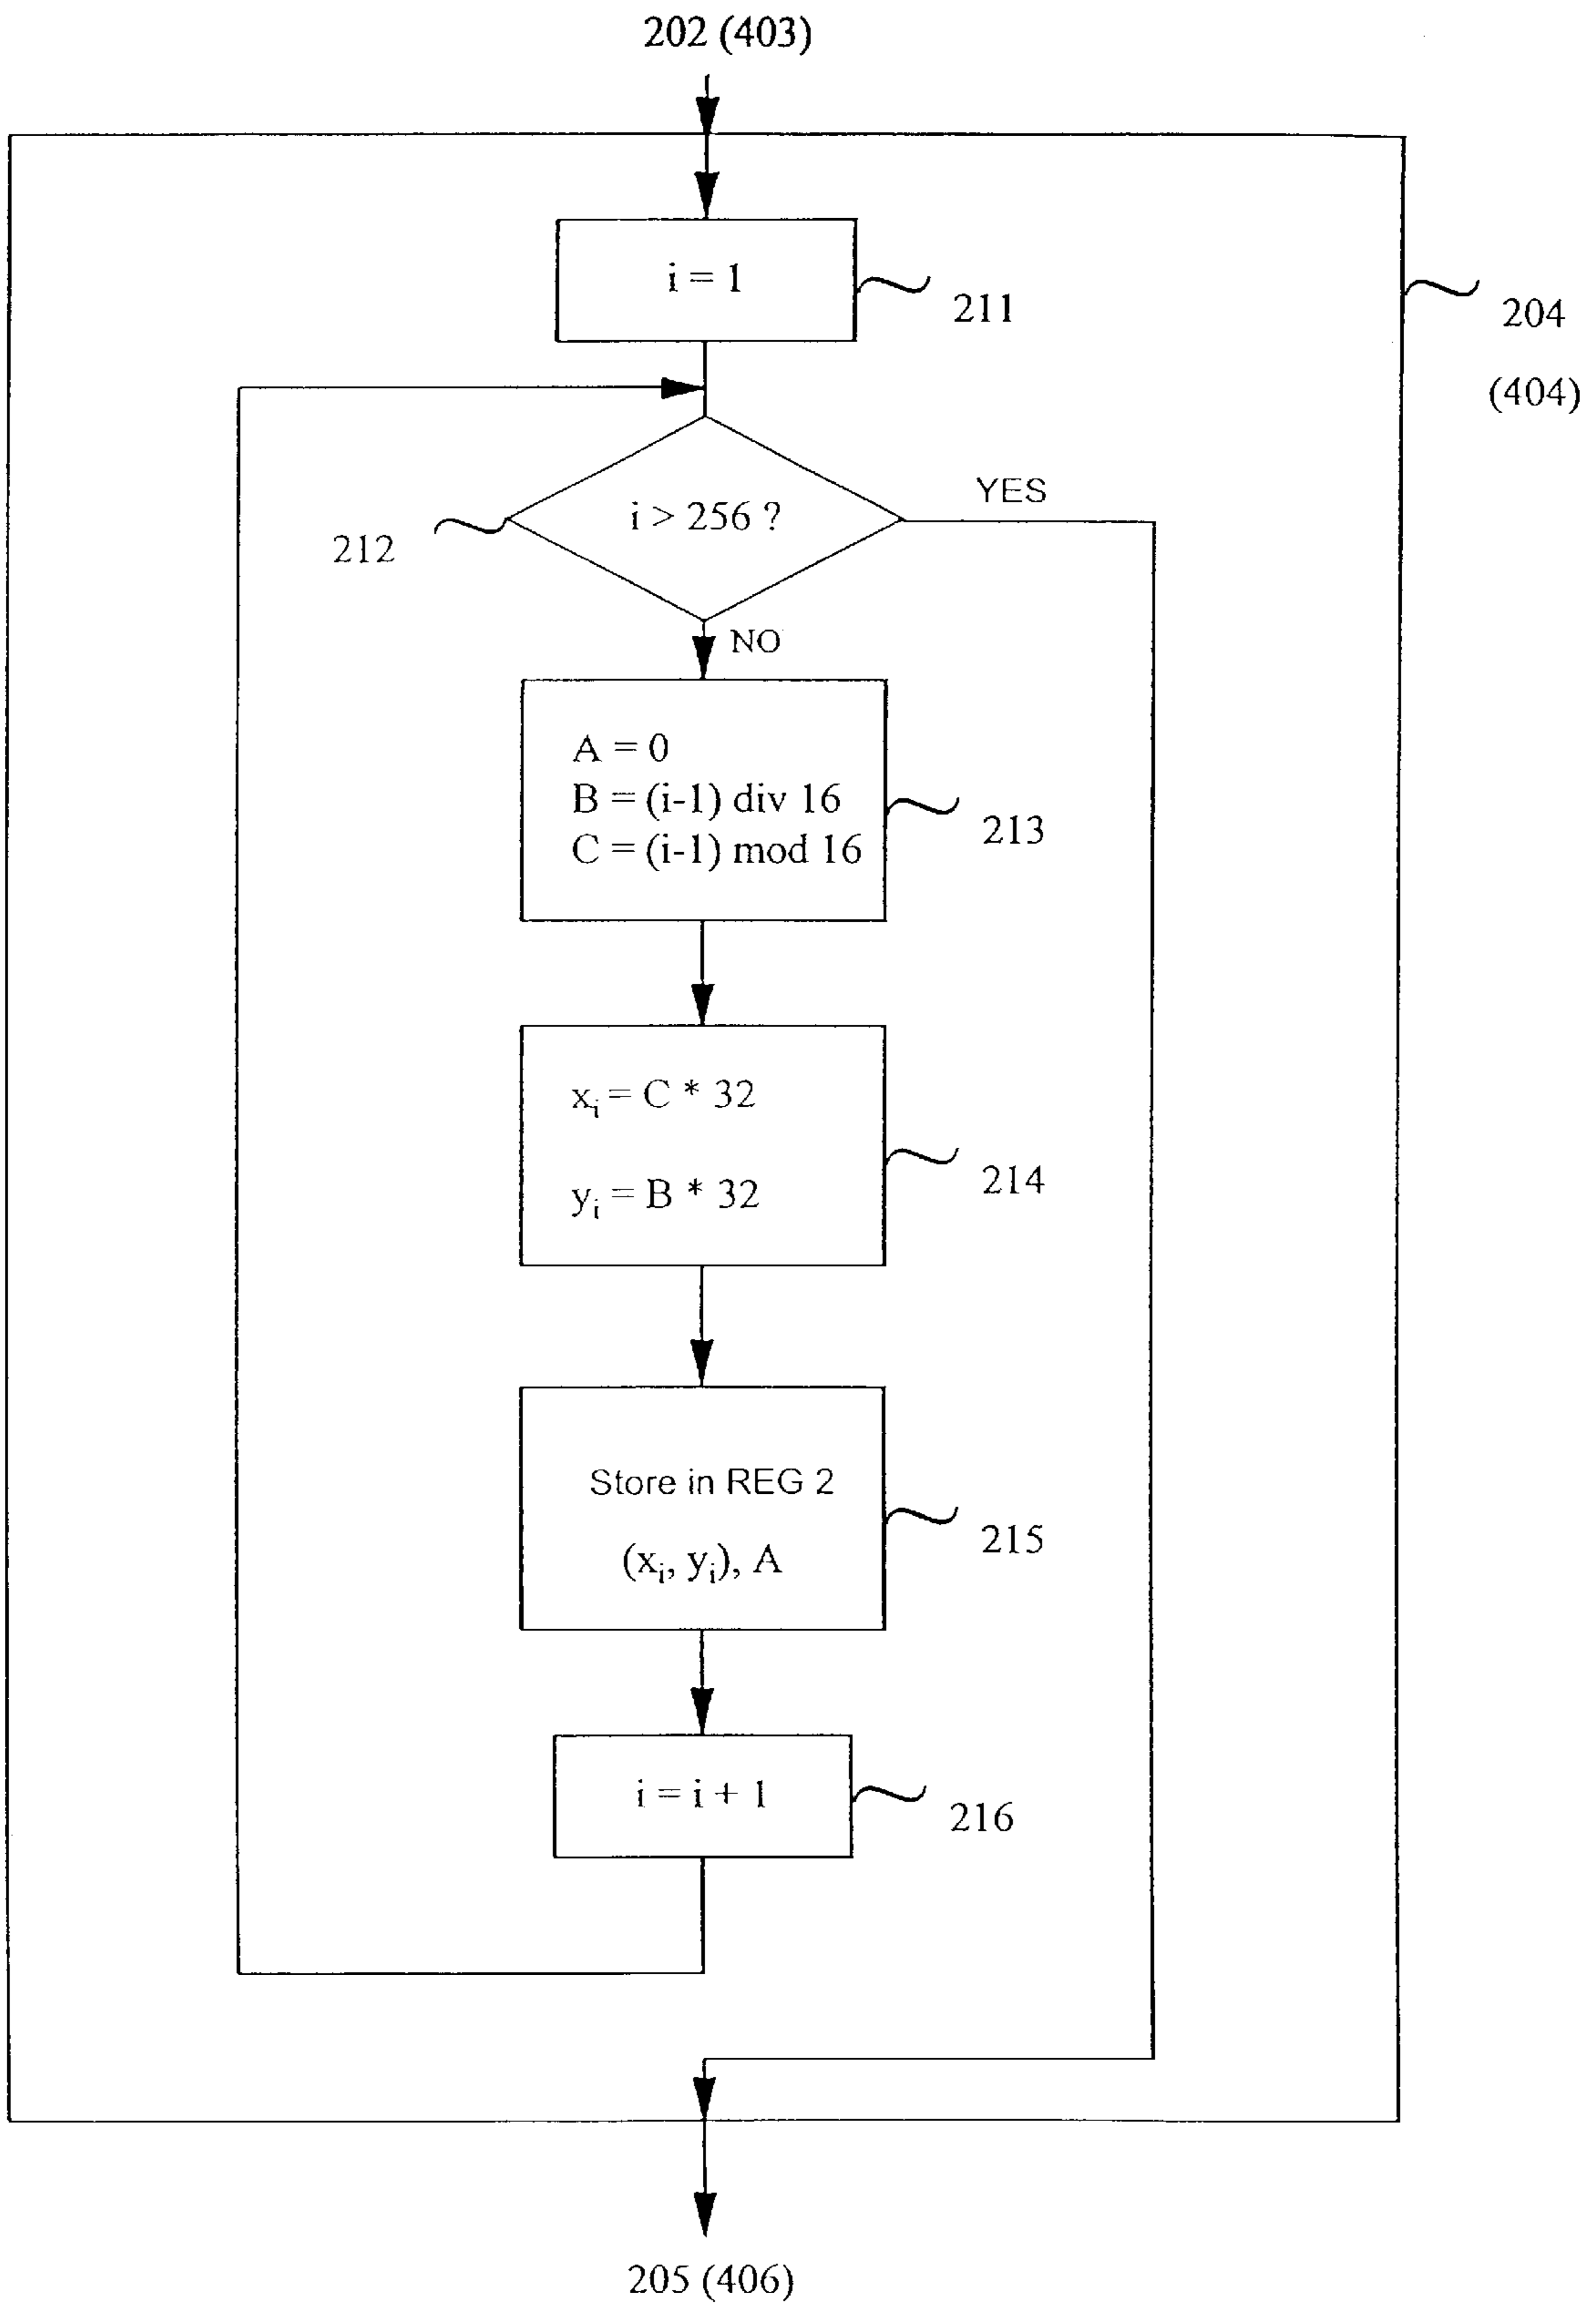 202 (403)
i = 1
211
204
(404)
YES
i > 256 ?
212
NO
A = 0
B = (i-1) div 16
C = (i-1) mod 16
213
xi = C * 32
214
yi = B * 32
Store in REG 2
(xi, yi), A
215
i = i + 1
216
205 (406)